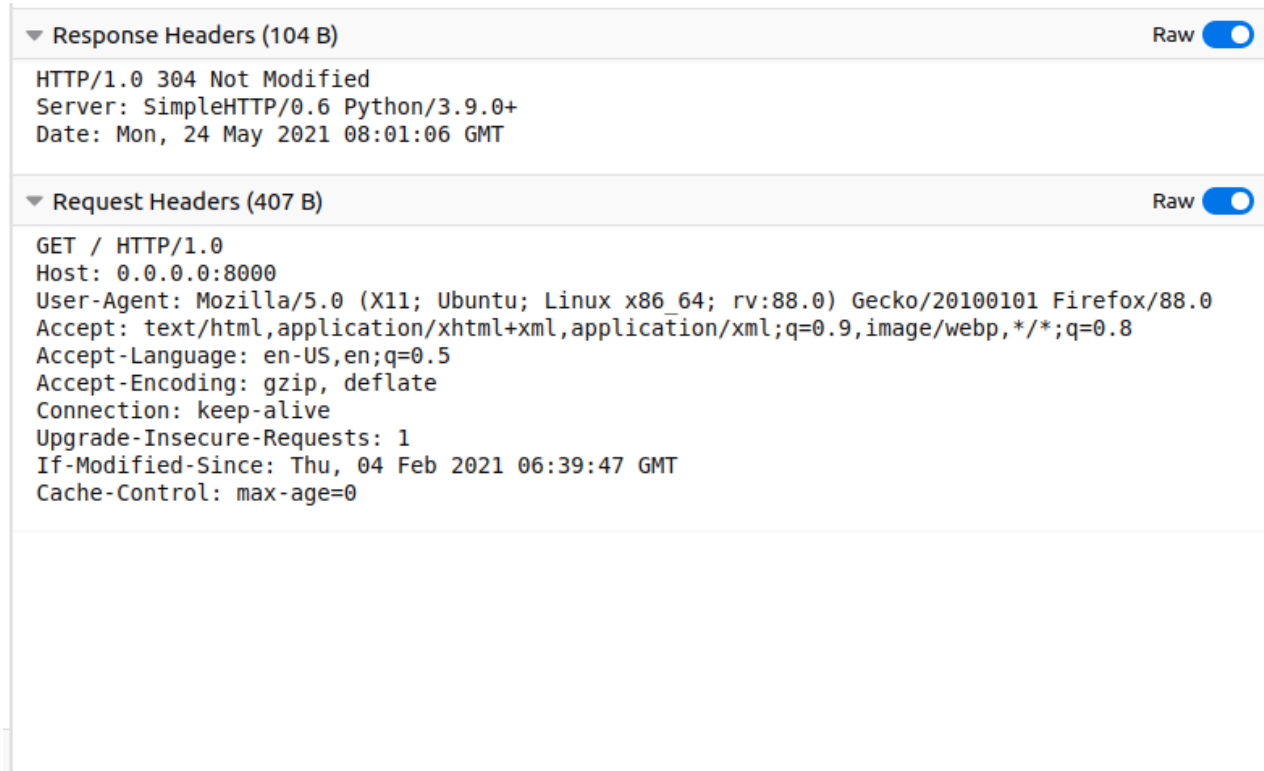 Response Headers (104 B) Raw
HTTP/1.0 304 Not Modified
Server: SimpleHTTP/0.6 Python/3.9.0+
Date: Mon, 24 May 2021 08:01:06 GMT
Request Headers (407 B) Raw
GET / HTTP/1.0
Host: 0.0.0.0:8000
User-Agent: Mozilla/5.0 (X11; Ubuntu; Linux x86_64; rv:88.0) Gecko/20100101 Firefox/88.0
Accept: text/html,application/xhtml+xml,application/xml;q=0.9,image/webp,*/*;q=0.8
Accept-Language: en-US,en;q=0.5
Accept-Encoding: gzip, deflate
Connection: keep-alive
Upgrade-Insecure-Requests: 1
If-Modified-Since: Thu, 04 Feb 2021 06:39:47 GMT
Cache-Control: max-age=0